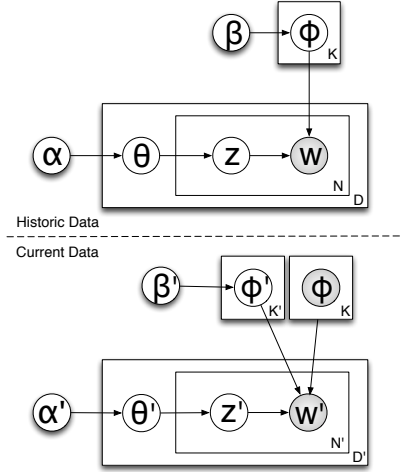 β ϕ
K
α θ z w
N
D
Historic Data
Current Data
β' ϕ' ϕ
K' K
α' θ' z' w'
N'
D'